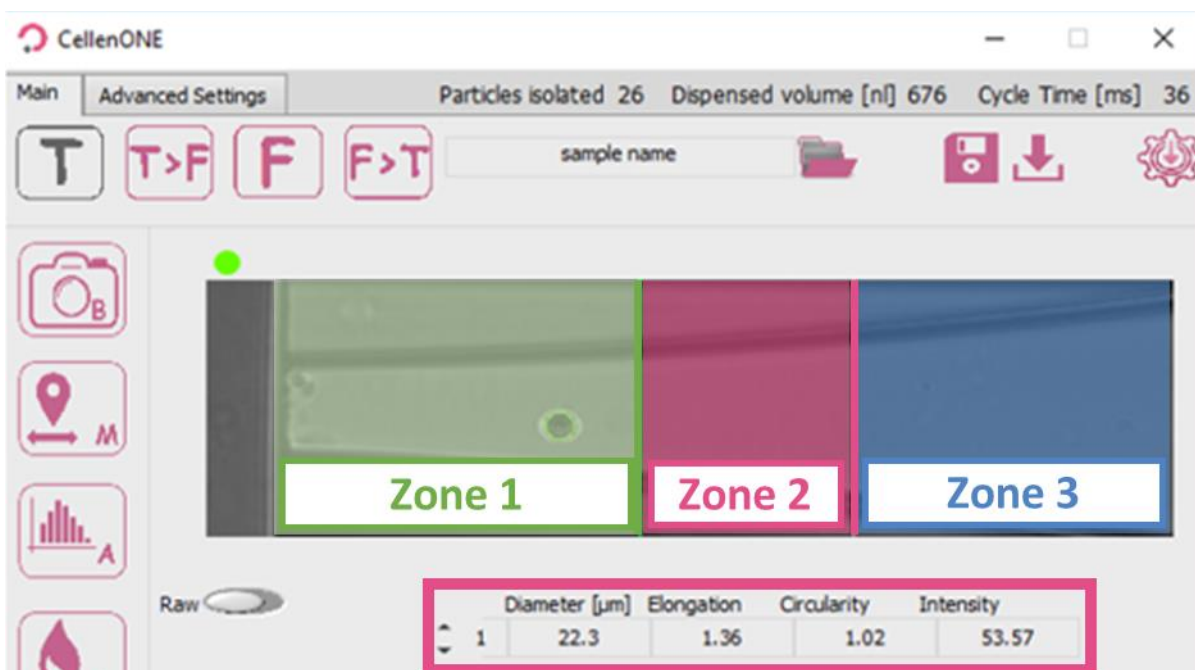 CellenONE
Main Advanced Settings Particles isolated 26 Dispensed volume [nl] 676 Cycle Time [ms] 36
T T>F F F>T sample name
B
M
Zone 1 Zone 2 Zone 3
A
Raw
Diameter [µm] Elongation Circularity Intensity
1 22.3 1.36 1.02 53.57